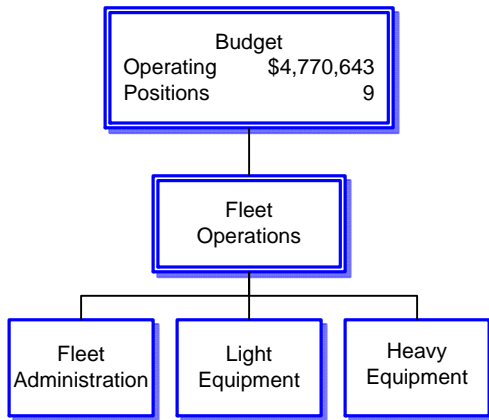 Budget
Operating $4,770,643
Positions 9
Fleet
Operations
Fleet
Administration
Light
Equipment
Heavy
Equipment